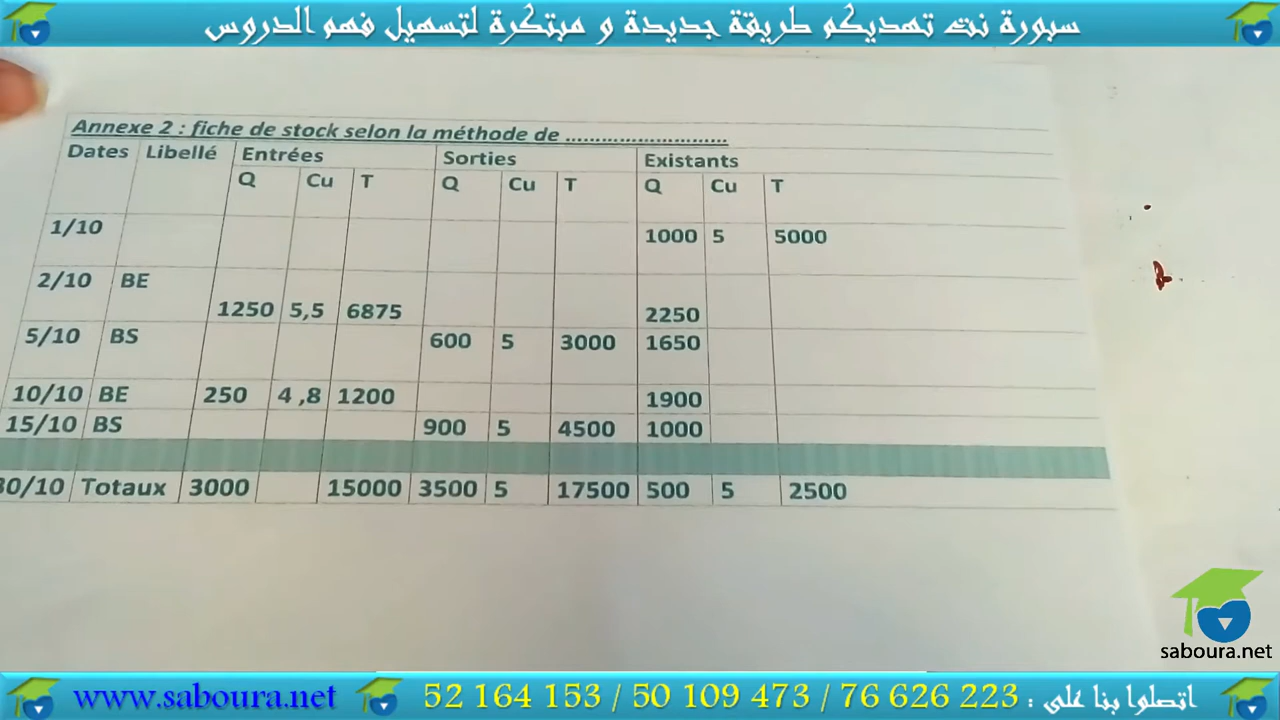 سبورة نت تهديكم طريقة جديدة و مبتكرة لتسهيل فهم الدروس
Annexe 2 : fiche de stock selon la méthode de ..............................
Dates Libellé Entrées Sorties Existants
Q Cu T Q Cu T Q Cu T
1/10 1000 5 5000
2/10 BE 1250 5,5 6875 2250
5/10 BS 600 5 3000 1650
10/10 BE 250 4 ,8 1200 1900
15/10 BS 900 5 4500 1000
30/10 Totaux 3000 15000 3500 5 17500 500 5 2500
saboura.net
www.saboura.net 52 164 153 / 50 109 473 / 76 626 223 : اتصلوا بنا على